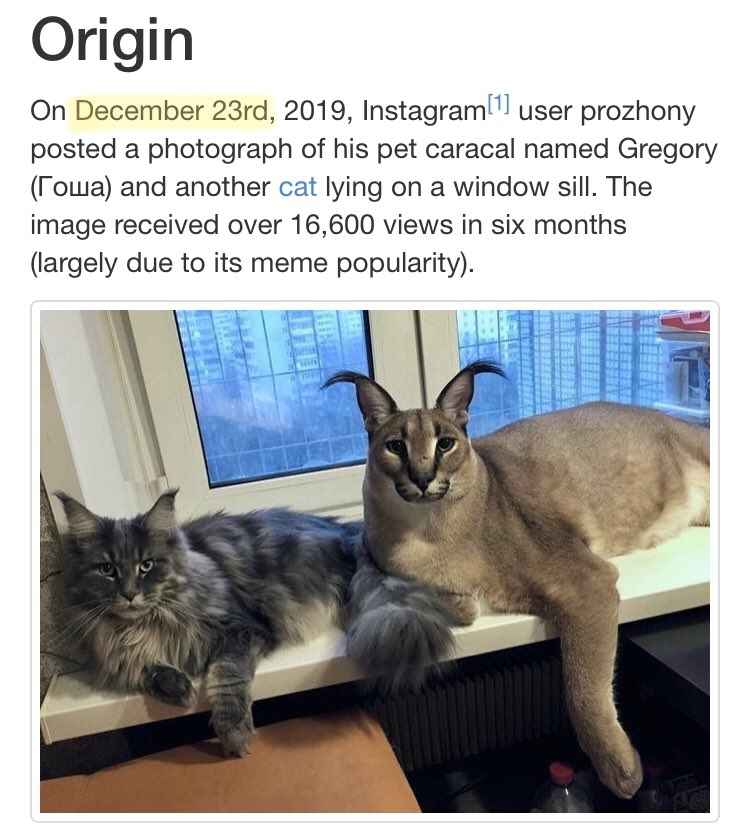 Origin
On December 23rd, 2019, Instagram[1] user prozhony
posted a photograph of his pet caracal named Gregory
(Гоша) and another cat lying on a window sill. The
image received over 16,600 views in six months
(largely due to its meme popularity).